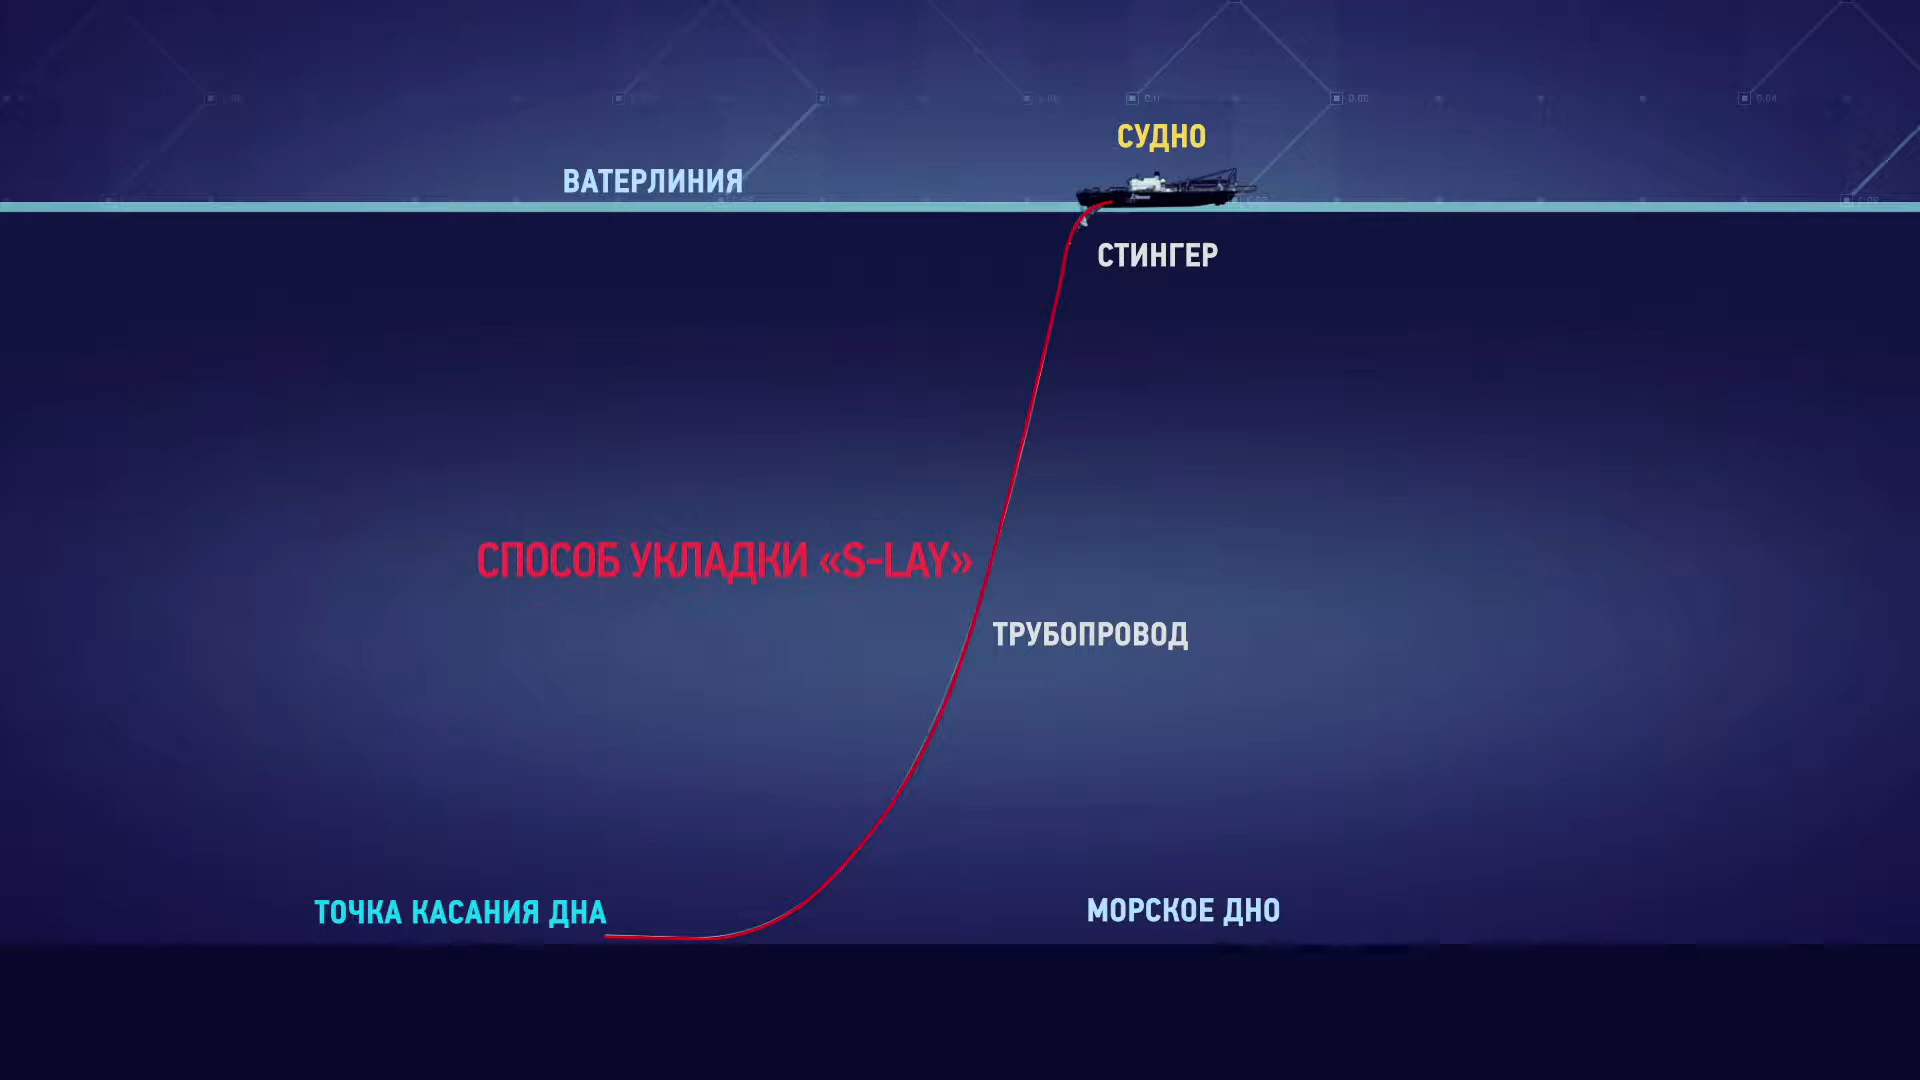 СУДНО
ВАТЕРЛИНИЯ
СТИНГЕР
СПОСОБ УКЛАДКИ «S-LAY»
ТРУБОПРОВОД
ТОЧКА КАСАНИЯ ДНА
МОРСКОЕ ДНО